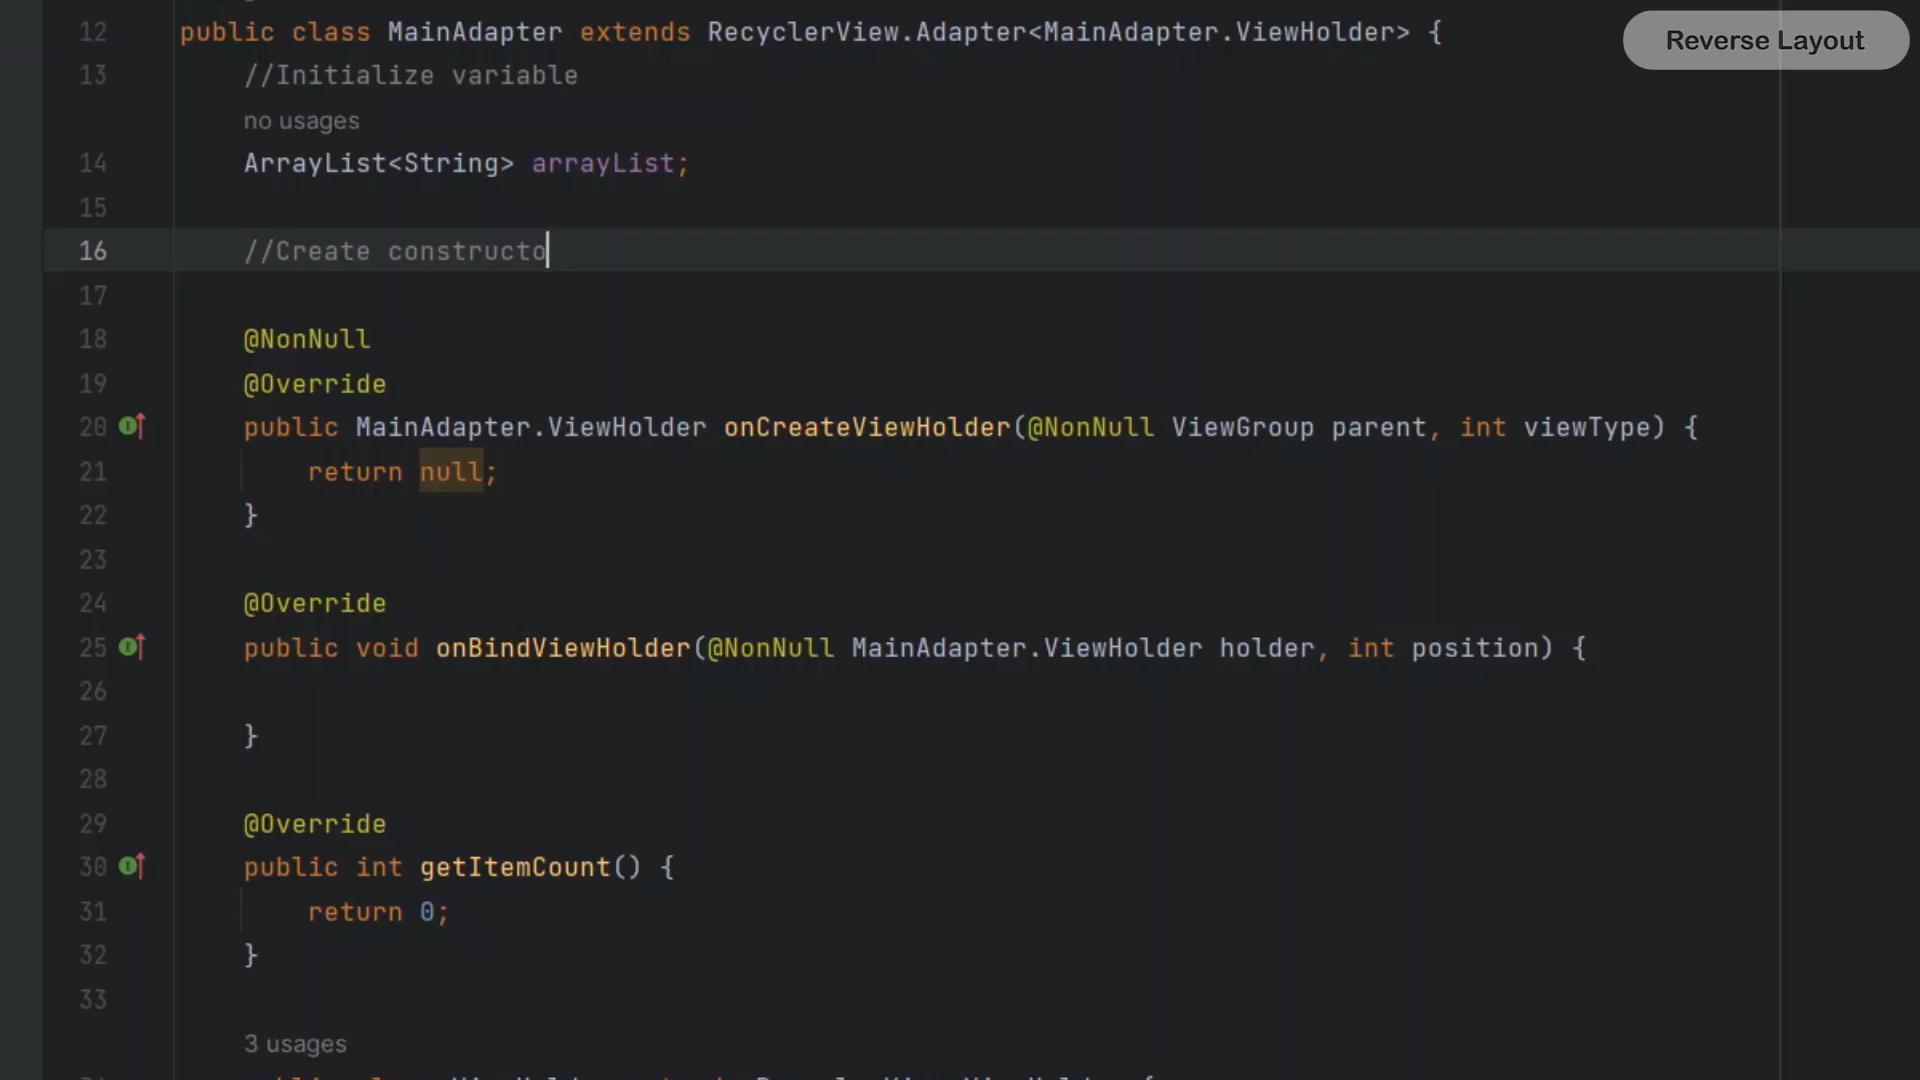 12 public class MainAdapter extends RecyclerView.Adapter<MainAdapter.ViewHolder> {
Reverse Layout
13 //Initialize variable
no usages
14 ArrayList<String> arrayList;
15
16 //Create constructo
17
18 @NonNull
19 @Override
20 public MainAdapter.ViewHolder onCreateViewHolder(@NonNull ViewGroup parent, int viewType) {
21 return null;
22 }
23
24 @Override
25 public void onBindViewHolder(@NonNull MainAdapter.ViewHolder holder, int position) {
26
27 }
28
29 @Override
30 public int getItemCount() {
31 return 0;
32 }
33
3 usages